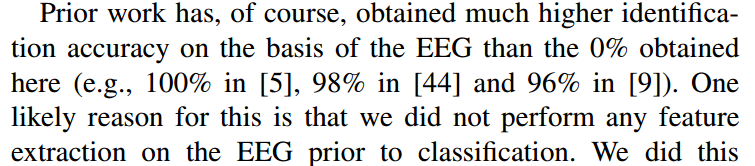 Prior work has, of course, obtained much higher identifica-
tion accuracy on the basis of the EEG than the 0% obtained
here (e.g., 100% in [5], 98% in [44] and 96% in [9]). One
likely reason for this is that we did not perform any feature
extraction on the EEG prior to classification. We did this